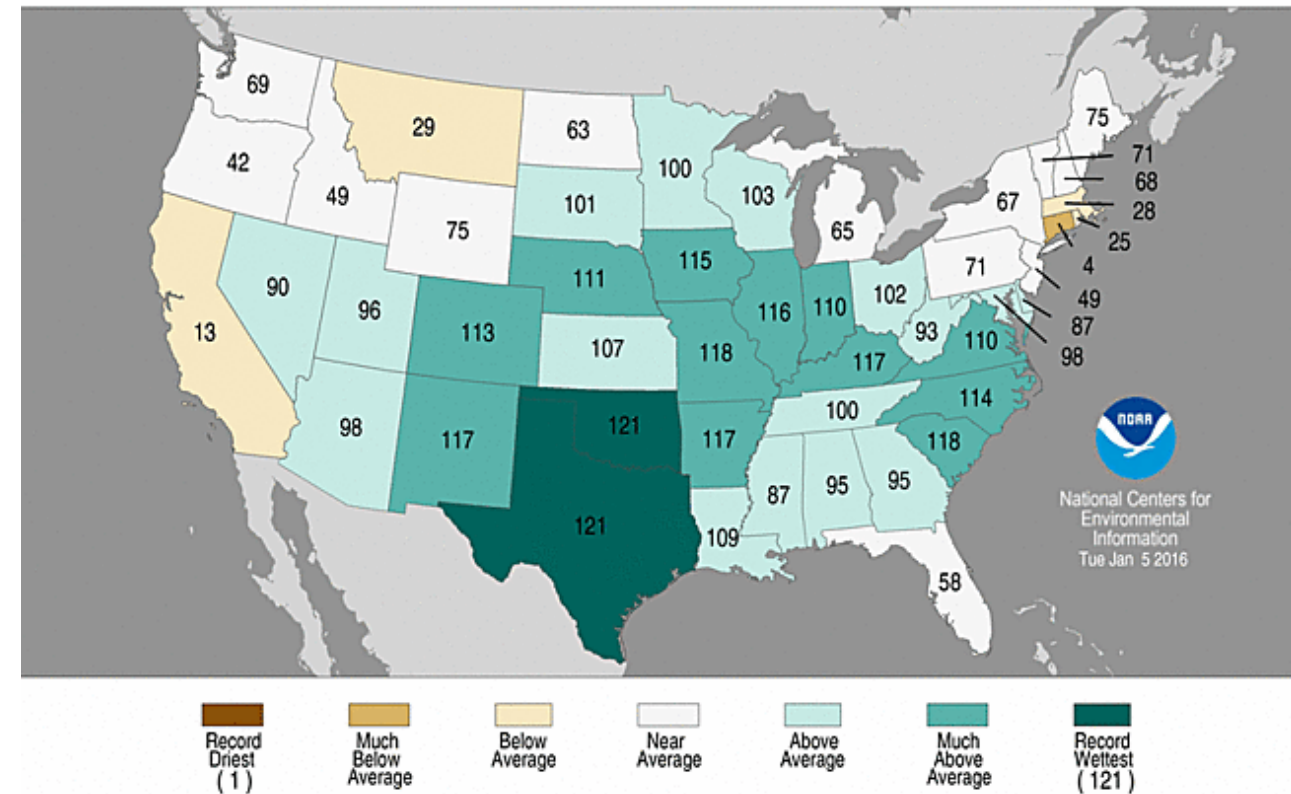 69
29
63
75
42
49
75
100
101
103
65
67
71
68
28
25
4
49
87
98
71
90
96
113
111
115
116
110
102
93
110
13
107
118
117
114
98
117
121
117
100
118
121
109
87
95
95
58
NOAA
National Centers for
Environmental
Information
Tue Jan 5 2016
Record
Driest
(1)
Much
Below
Average
Below
Average
Near
Average
Above
Average
Much
Above
Average
Record
Wettest
(121)